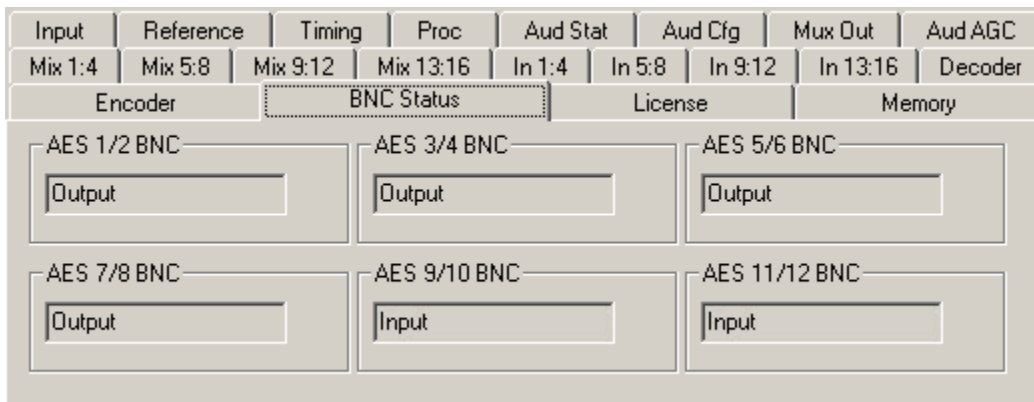 Input Reference Timing Proc Aud Stat Aud Cfg Mux Out Aud AGC
Mix 1:4 Mix 5:8 Mix 9:12 Mix 13:16 In 1:4 In 5:8 In 9:12 In 13:16 Decoder
Encoder BNC Status License Memory
AES 1/2 BNC AES 3/4 BNC AES 5/6 BNC
Output Output Output
AES 7/8 BNC AES 9/10 BNC AES 11/12 BNC
Output Input Input